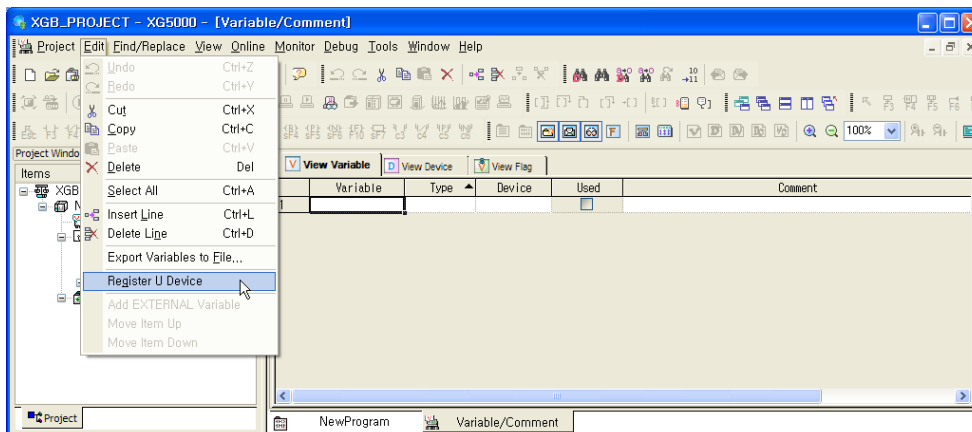 XGB_PROJECT - XG5000 - [Variable/Comment]
Project Edit Find/Replace View Online Monitor Debug Tools Window Help
Undo Ctrl+Z
Redo Ctrl+Y
Cut Ctrl+X
Copy Ctrl+C
Paste Ctrl+V
Delete Del
Select All Ctrl+A
Insert Line Ctrl+L
Delete Line Ctrl+D
Export Variables to File...
Register U Device
Add EXTERNAL Variable
Move Item Up
Move Item Down
100%
Project Windo
Items
XGB
N
View Variable View Device View Flag
Variable Type Device Used Comment
1
Project
NewProgram Variable/Comment